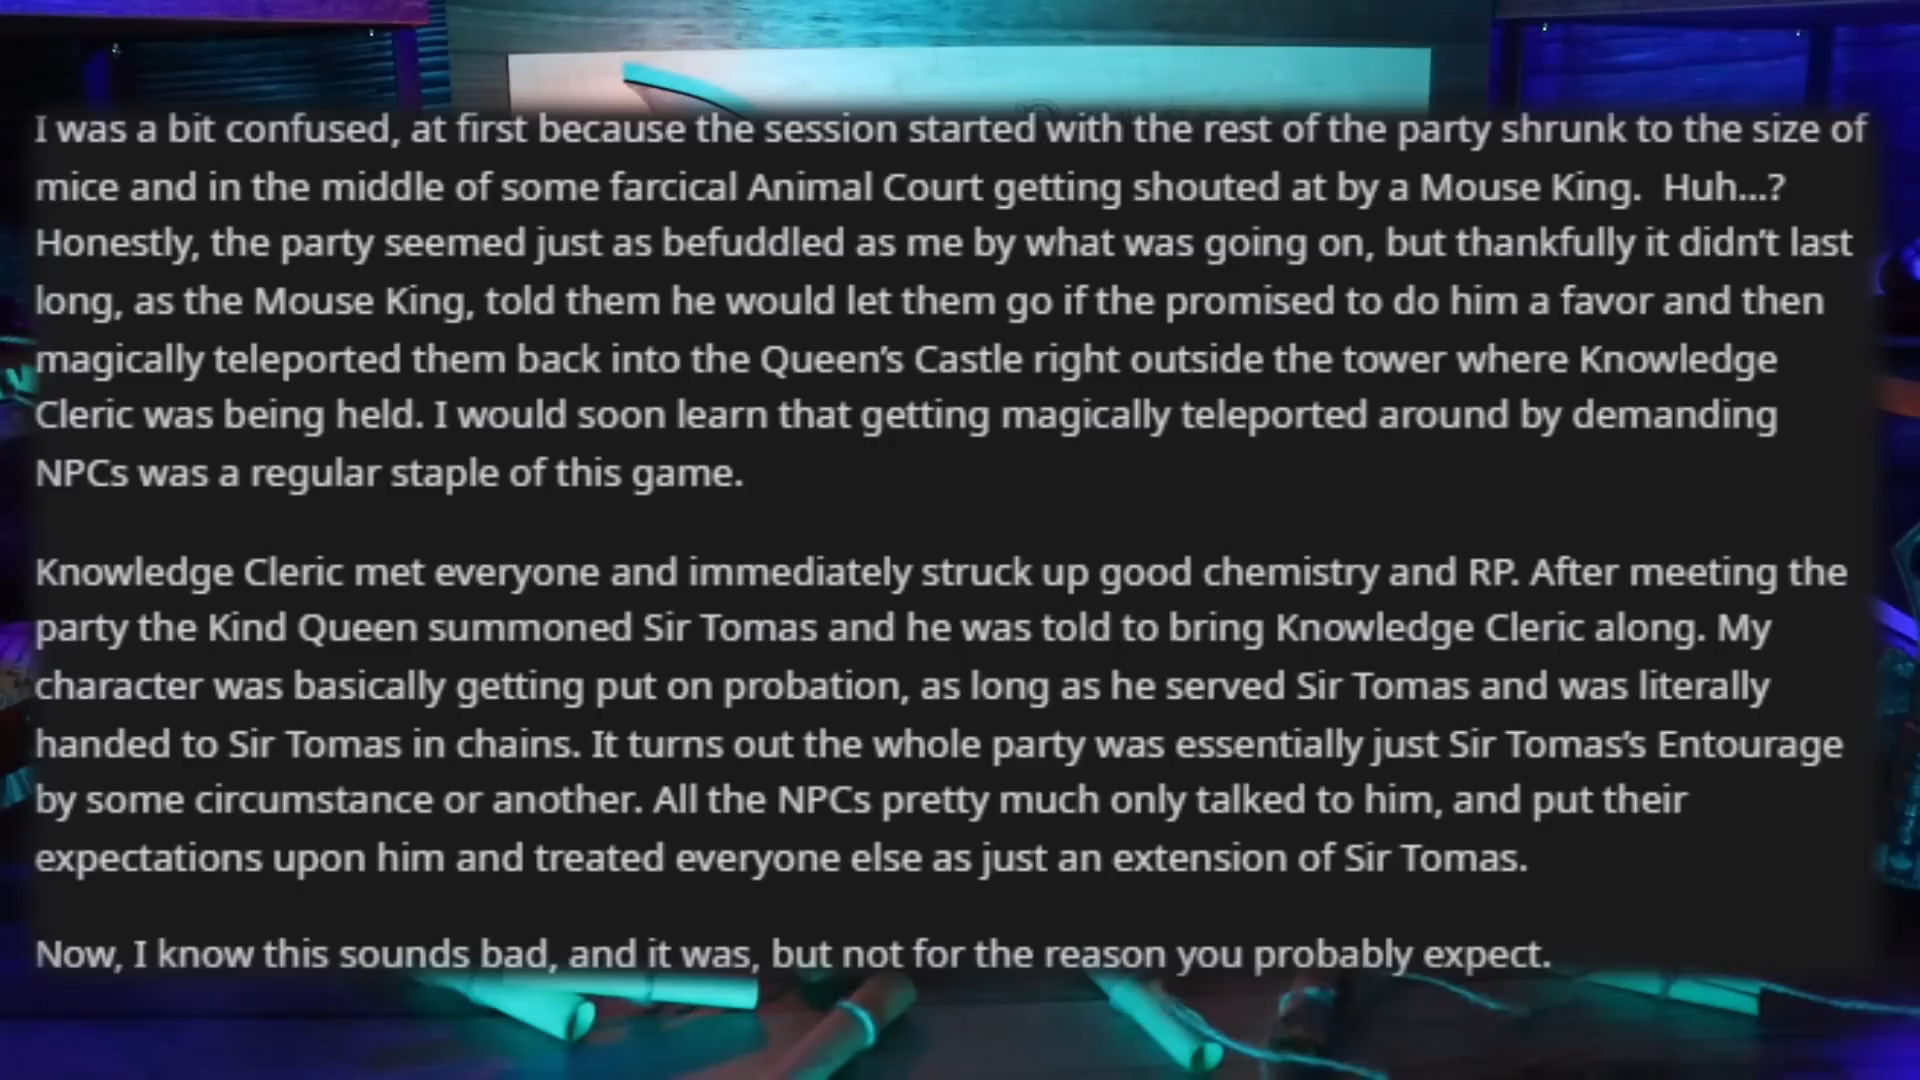 I was a bit confused, at first because the session started with the rest of the party shrunk to the size of
mice and in the middle of some farcical Animal Court getting shouted at by a Mouse King.  Huh...?
Honestly, the party seemed just as befuddled as me by what was going on, but thankfully it didn’t last
long, as the Mouse King, told them he would let them go if the promised to do him a favor and then
magically teleported them back into the Queen’s Castle right outside the tower where Knowledge
Cleric was being held. I would soon learn that getting magically teleported around by demanding
NPCs was a regular staple of this game.
Knowledge Cleric met everyone and immediately struck up good chemistry and RP. After meeting the
party the Kind Queen summoned Sir Tomas and he was told to bring Knowledge Cleric along. My
character was basically getting put on probation, as long as he served Sir Tomas and was literally
handed to Sir Tomas in chains. It turns out the whole party was essentially just Sir Tomas’s Entourage
by some circumstance or another. All the NPCs pretty much only talked to him, and put their
expectations upon him and treated everyone else as just an extension of Sir Tomas.
Now, I know this sounds bad, and it was, but not for the reason you probably expect.